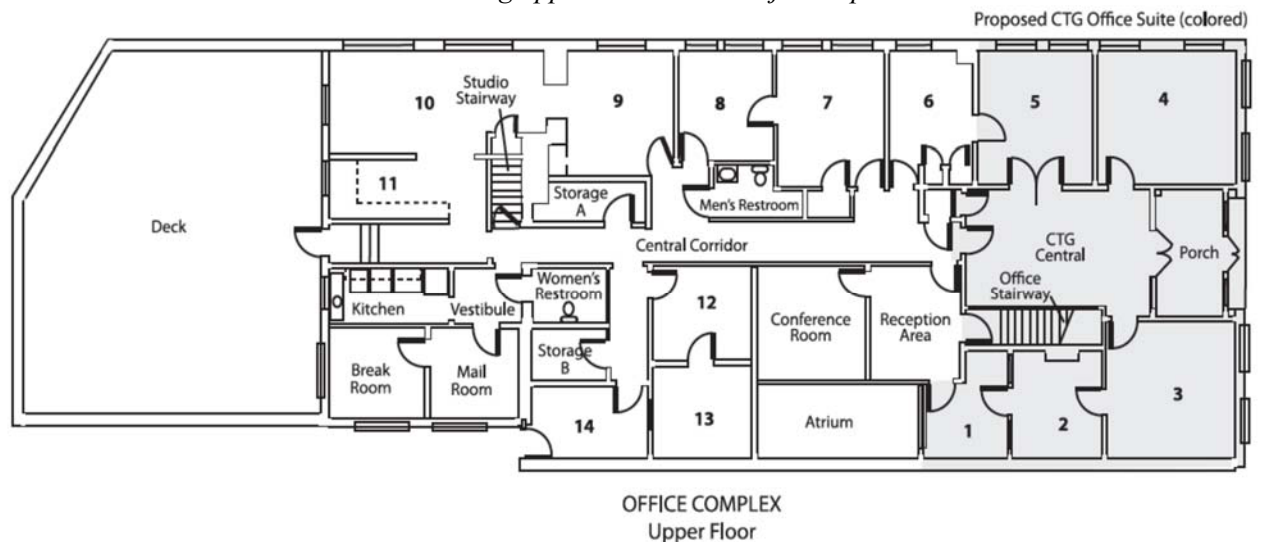 Proposed CTG Office Suite (colored)
Studio
Stairway
10
9
8
7
6
5
4
11
Storage
A
Men's Restroom
Deck
Central Corridor
CTG
Central
Porch
Office
Stairway
Kitchen
Vestibule
Women's
Restroom
12
Conference
Room
Reception
Area
Break
Room
Mail
Room
Storage
B
14
13
Atrium
1
2
3
OFFICE COMPLEX
Upper Floor